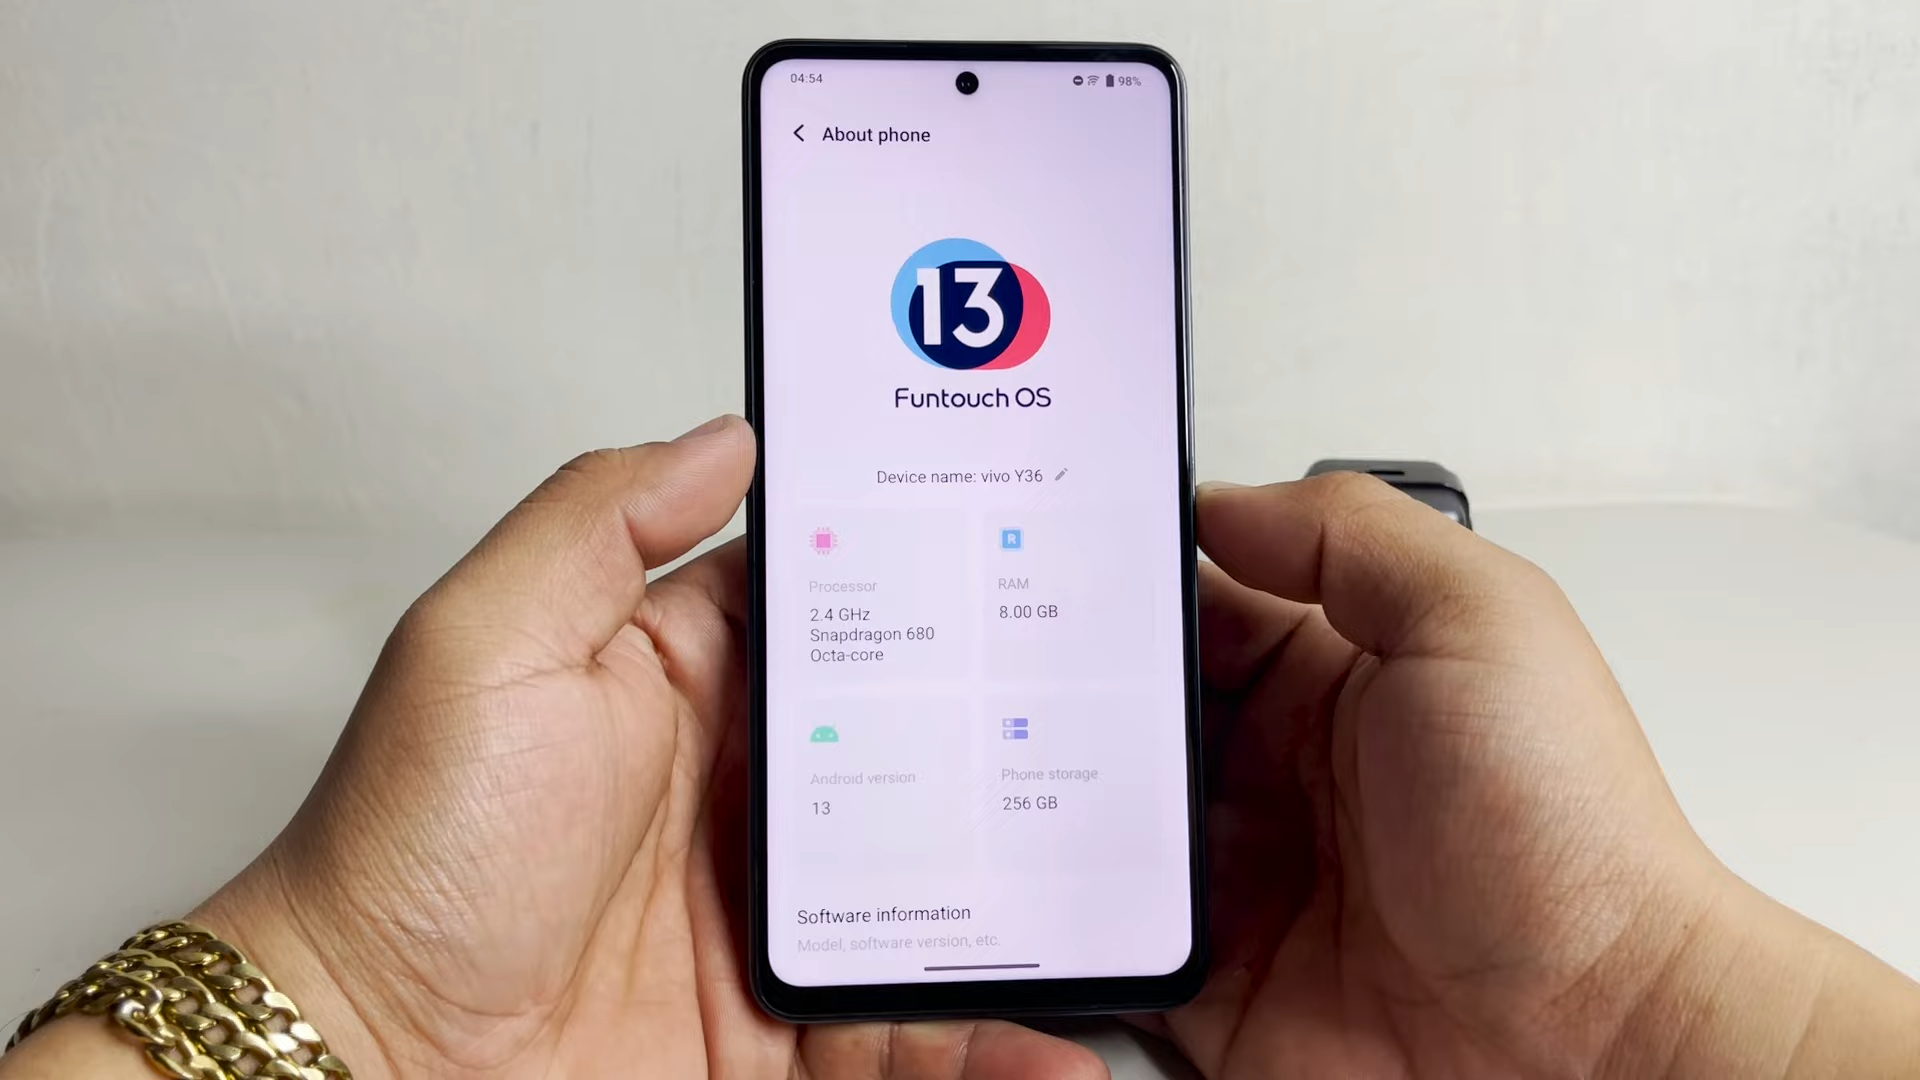 04:54
98%
About phone
13
Funtouch OS
Device name: vivo Y36
R
Processor
2.4 GHz
Snapdragon 680
Octa-core
RAM
8.00 GB
Android version
13
Phone storage
256 GB
Software information
Model, software version, etc.